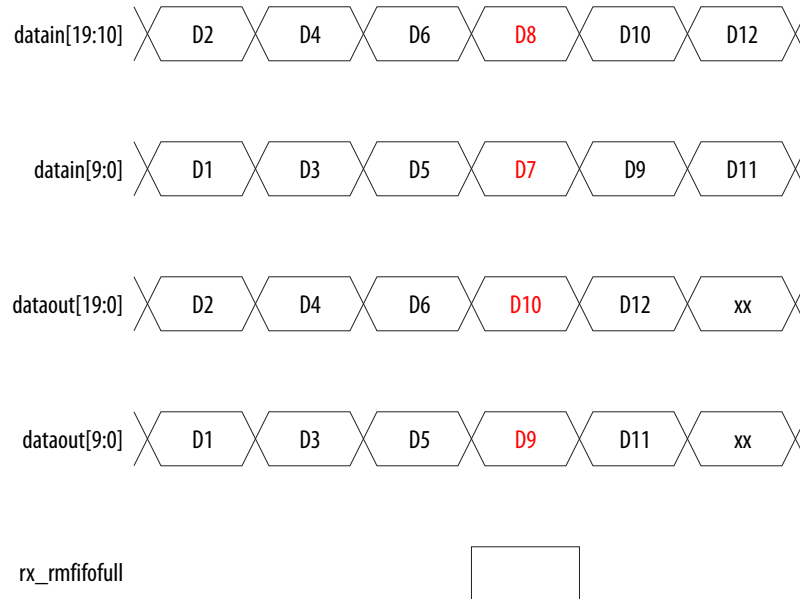 datain[19:10] D2 D4 D6 D8 D10 D12
datain[9:0] D1 D3 D5 D7 D9 D11
dataout[19:0] D2 D4 D6 D10 D12 xx
dataout[9:0] D1 D3 D5 D9 D11 xx
rx_rmfifofull